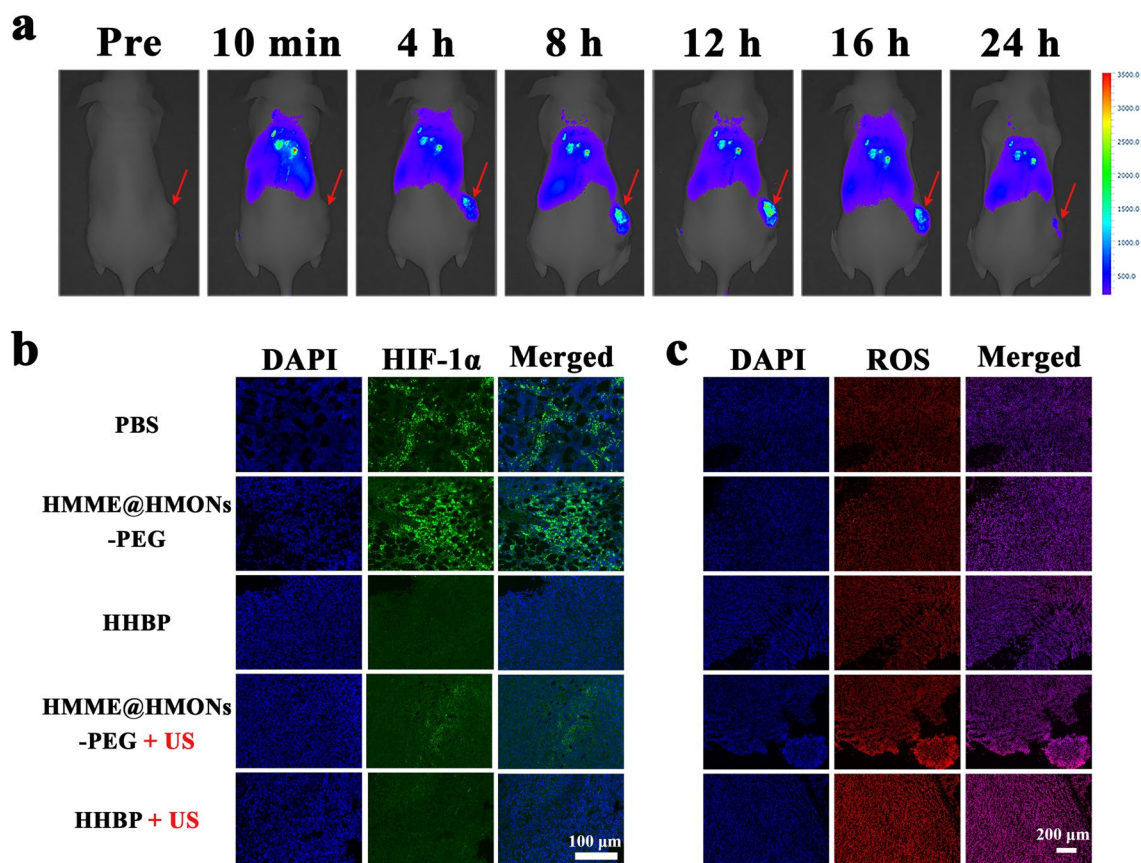 a
Pre 10 min 4 h 8 h 12 h 16 h 24 h
3500.0
3000.0
2500.0
2000.0
1500.0
1000.0
500.0
b
DAPI HIF-1α Merged
PBS
HMME@HMONs
-PEG
HHBP
HMME@HMONs
-PEG + US
HHBP + US
100 μm
c
DAPI ROS Merged
200 μm